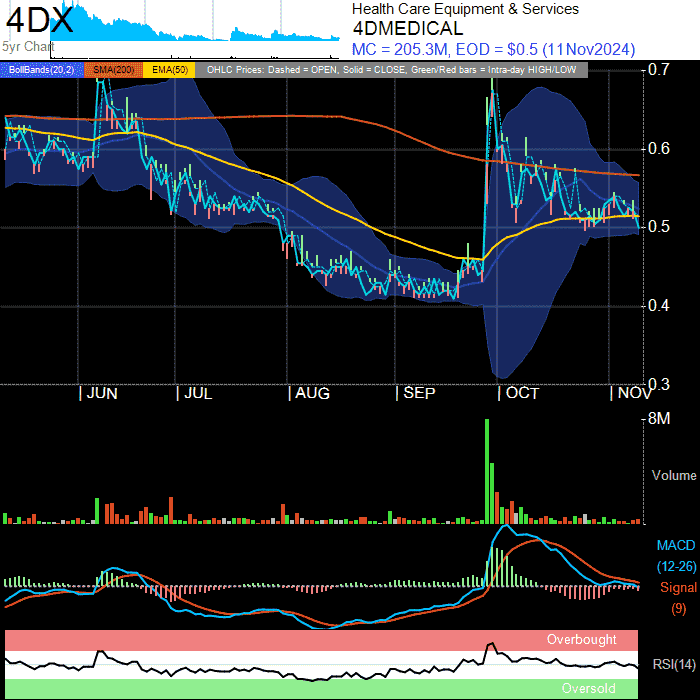 4DX
5yr Chart
Health Care Equipment & Services
4DMEDICAL
MC = 205.3M, EOD = $0.5 (11Nov2024)
BollBands(20,2) SMA(200) EMA(50) OHLC Prices: Dashed = OPEN, Solid = CLOSE, Green/Red bars = Intra-day HIGH/LOW
0.7
0.6
0.5
0.4
0.3
| JUN | JUL | AUG | SEP | OCT | NOV
8M
Volume
MACD
(12-26)
Signal
(9)
Overbought
RSI(14)
Oversold